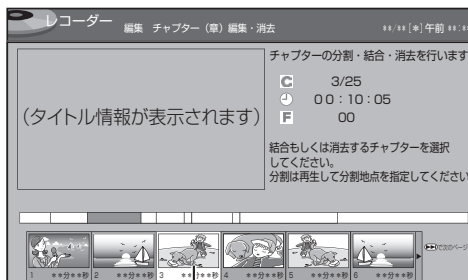 レコーダー 編集 チャプター（章）編集・消去 **/**[*]午前**:**
チャプターの分割・結合・消去を行います
C 3/25
00：10：05
F 00
(タイトル情報が表示されます)
結合もしくは消去するチャプターを選択
してください。
分割は再生して分割地点を指定してください
で次のページ
1 **分**秒 2 **分**秒 3 **分**秒 4 **分**秒 5 **分**秒 6 **分**秒